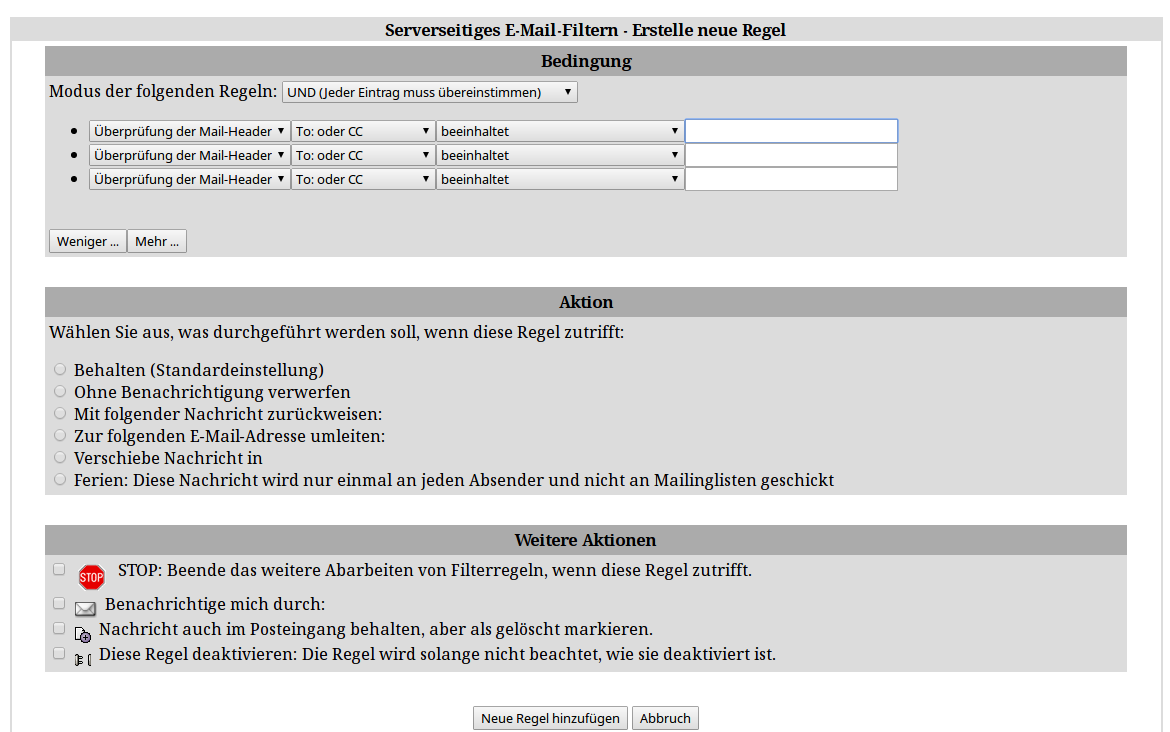 Serverseitiges E-Mail-Filtern - Erstelle neue Regel
Bedingung
Modus der folgenden Regeln: UND (Jeder Eintrag muss übereinstimmen)
Überprüfung der Mail-Header To: oder CC beeinhaltet
Überprüfung der Mail-Header To: oder CC beeinhaltet
Überprüfung der Mail-Header To: oder CC beeinhaltet
Weniger ... Mehr ...
Aktion
Wählen Sie aus, was durchgeführt werden soll, wenn diese Regel zutrifft:
Behalten (Standardeinstellung)
Ohne Benachrichtigung verwerfen
Mit folgender Nachricht zurückweisen:
Zur folgenden E-Mail-Adresse umleiten:
Verschiebe Nachricht in
Ferien: Diese Nachricht wird nur einmal an jeden Absender und nicht an Mailinglisten geschickt
Weitere Aktionen
STOP STOP: Beende das weitere Abarbeiten von Filterregeln, wenn diese Regel zutrifft.
Benachrichtige mich durch:
Nachricht auch im Posteingang behalten, aber als gelöscht markieren.
Diese Regel deaktivieren: Die Regel wird solange nicht beachtet, wie sie deaktiviert ist.
Neue Regel hinzufügen Abbruch